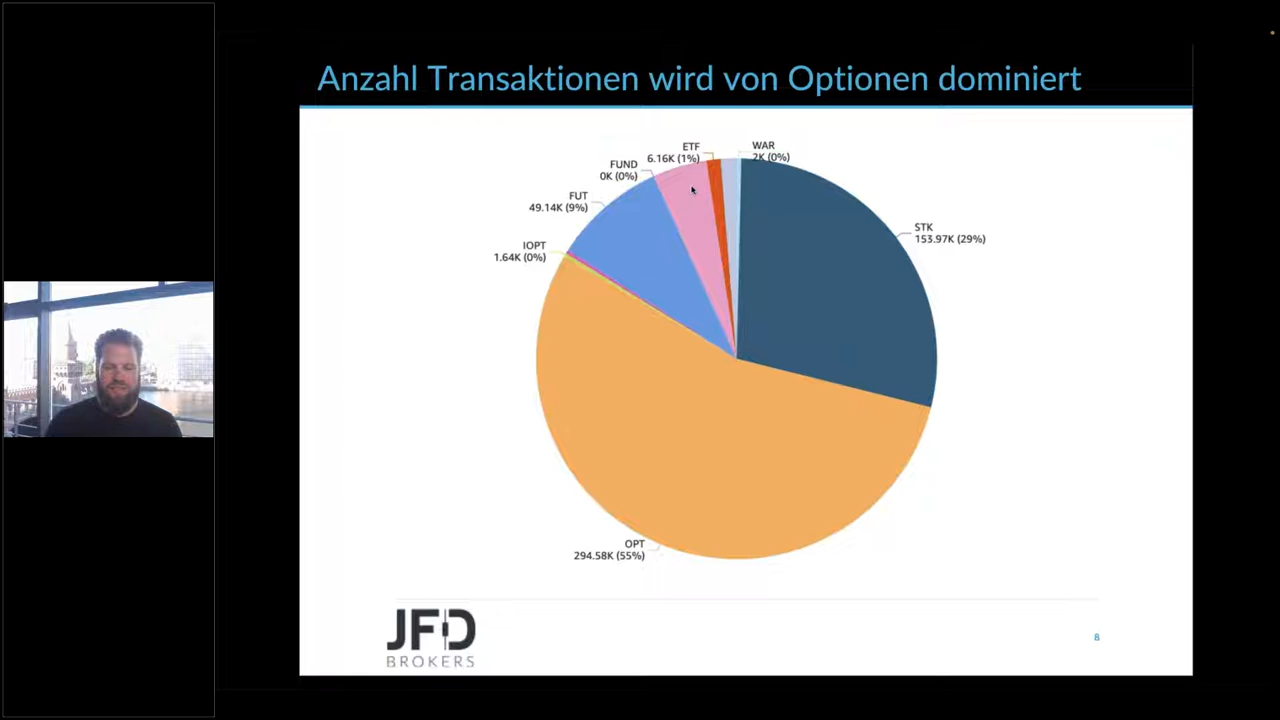 Anzahl Transaktionen wird von Optionen dominiert
ETF
6.16K (1%)
WAR
2K (0%)
FUND
0K (0%)
FUT
49.14K (9%)
STK
153.97K (29%)
IOPT
1.64K (0%)
OPT
294.58K (55%)
JFD
BROKERS
8